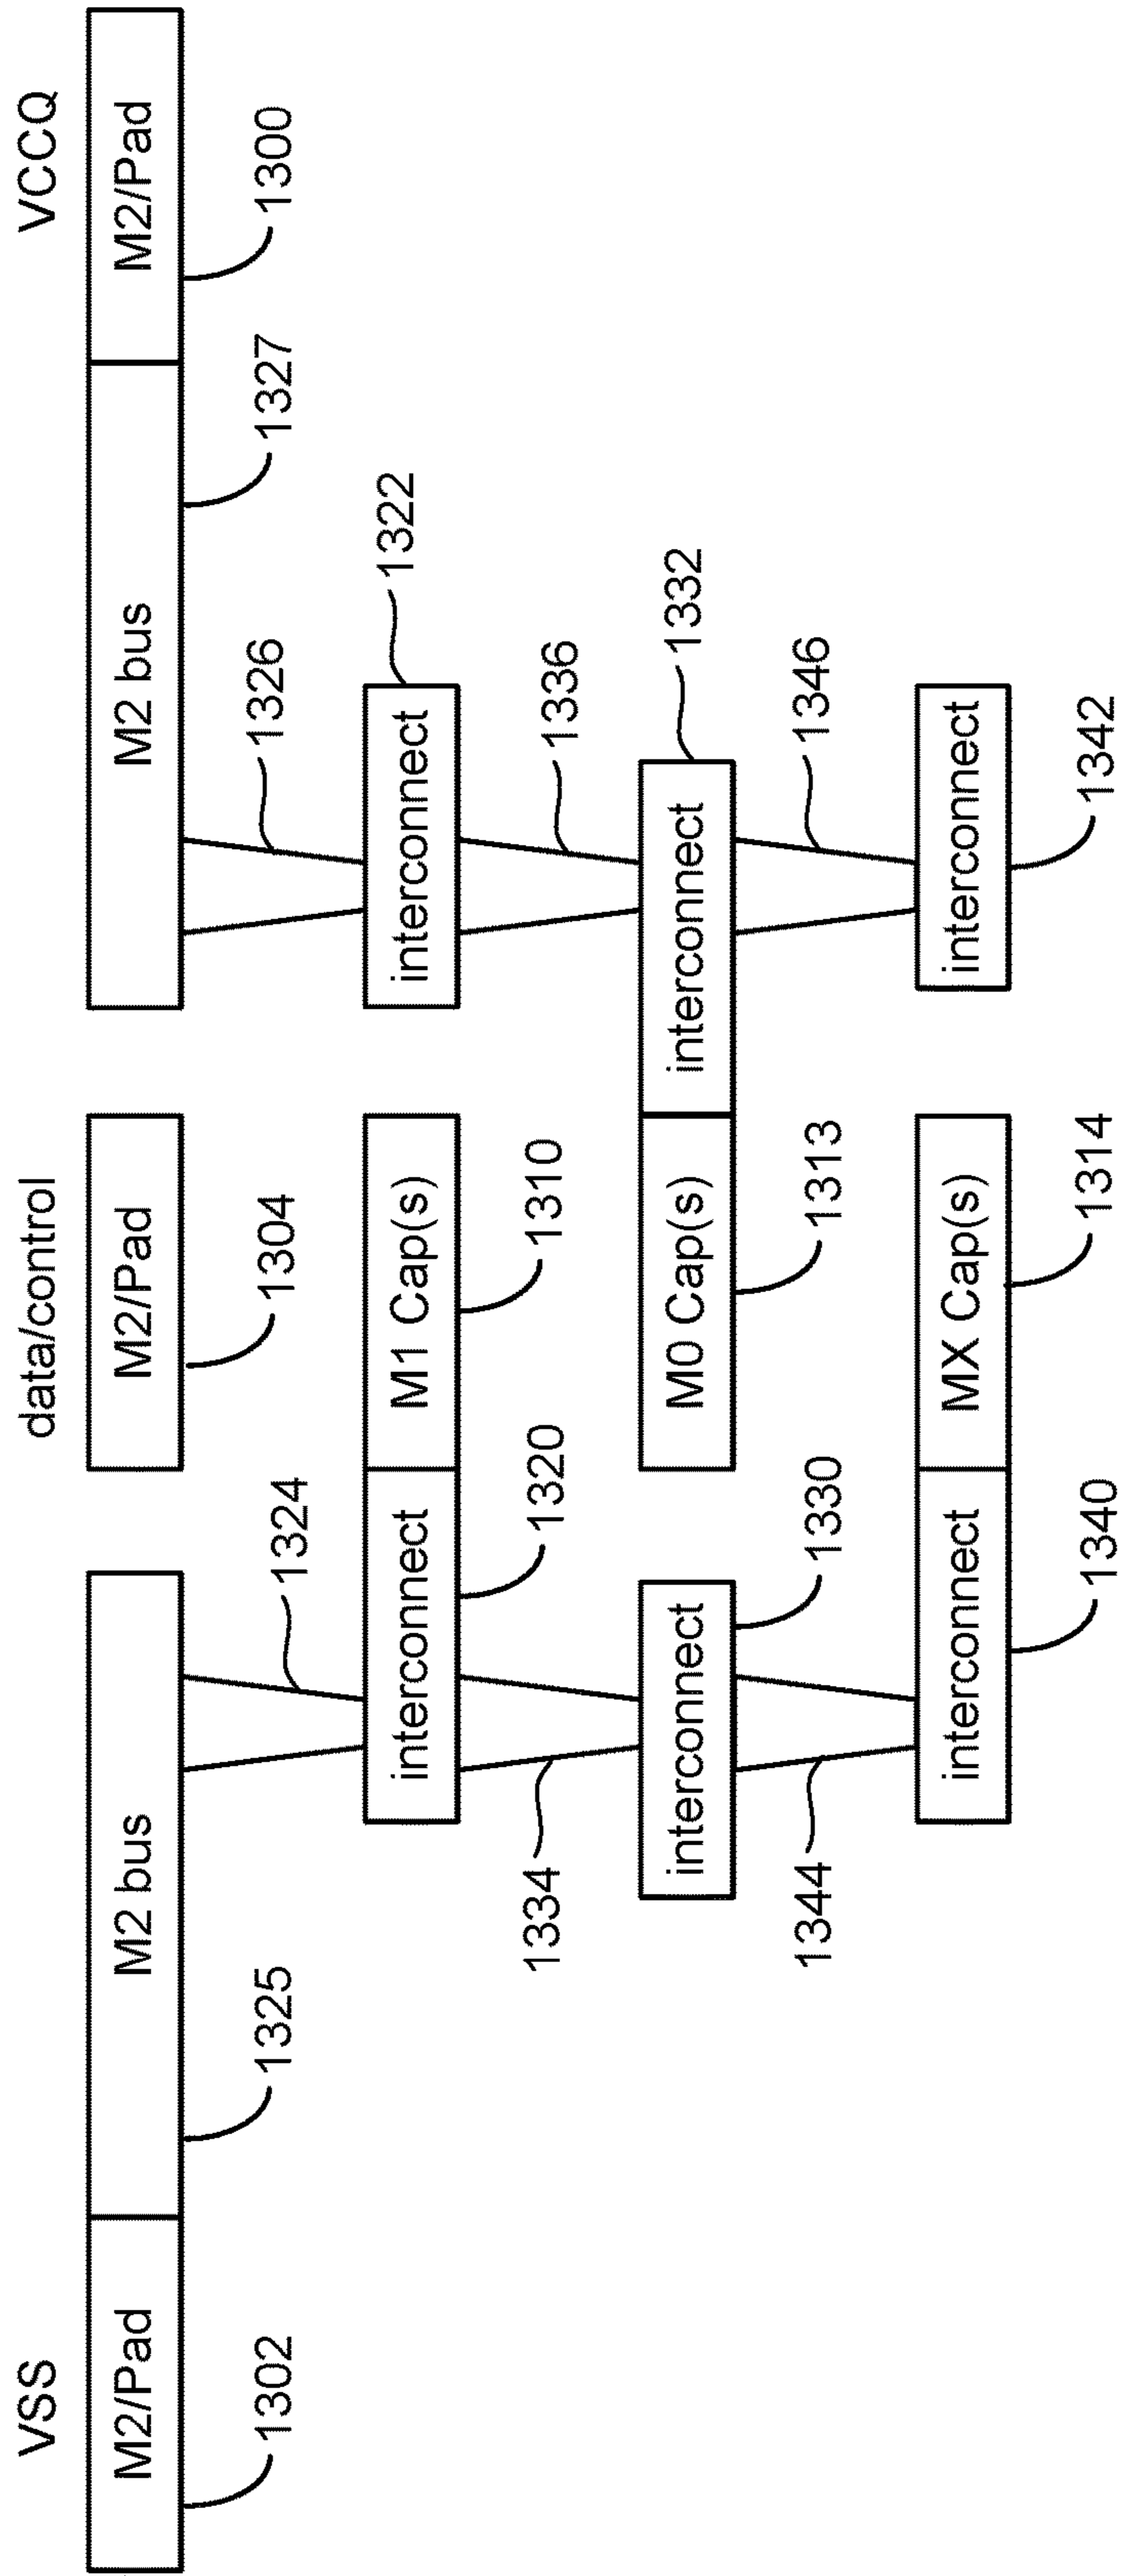 VSS
data/control
VCCQ
M2/Pad
M2 bus
M2/Pad
M2 bus
M2/Pad
1302
1325
1324
1304
1326
1327
1300
interconnect
M1 Cap(s)
interconnect
1322
1334
1320
1310
1336
interconnect
M0 Cap(s)
interconnect
1332
1344
1330
1313
1346
interconnect
MX Cap(s)
interconnect
1340
1314
1342